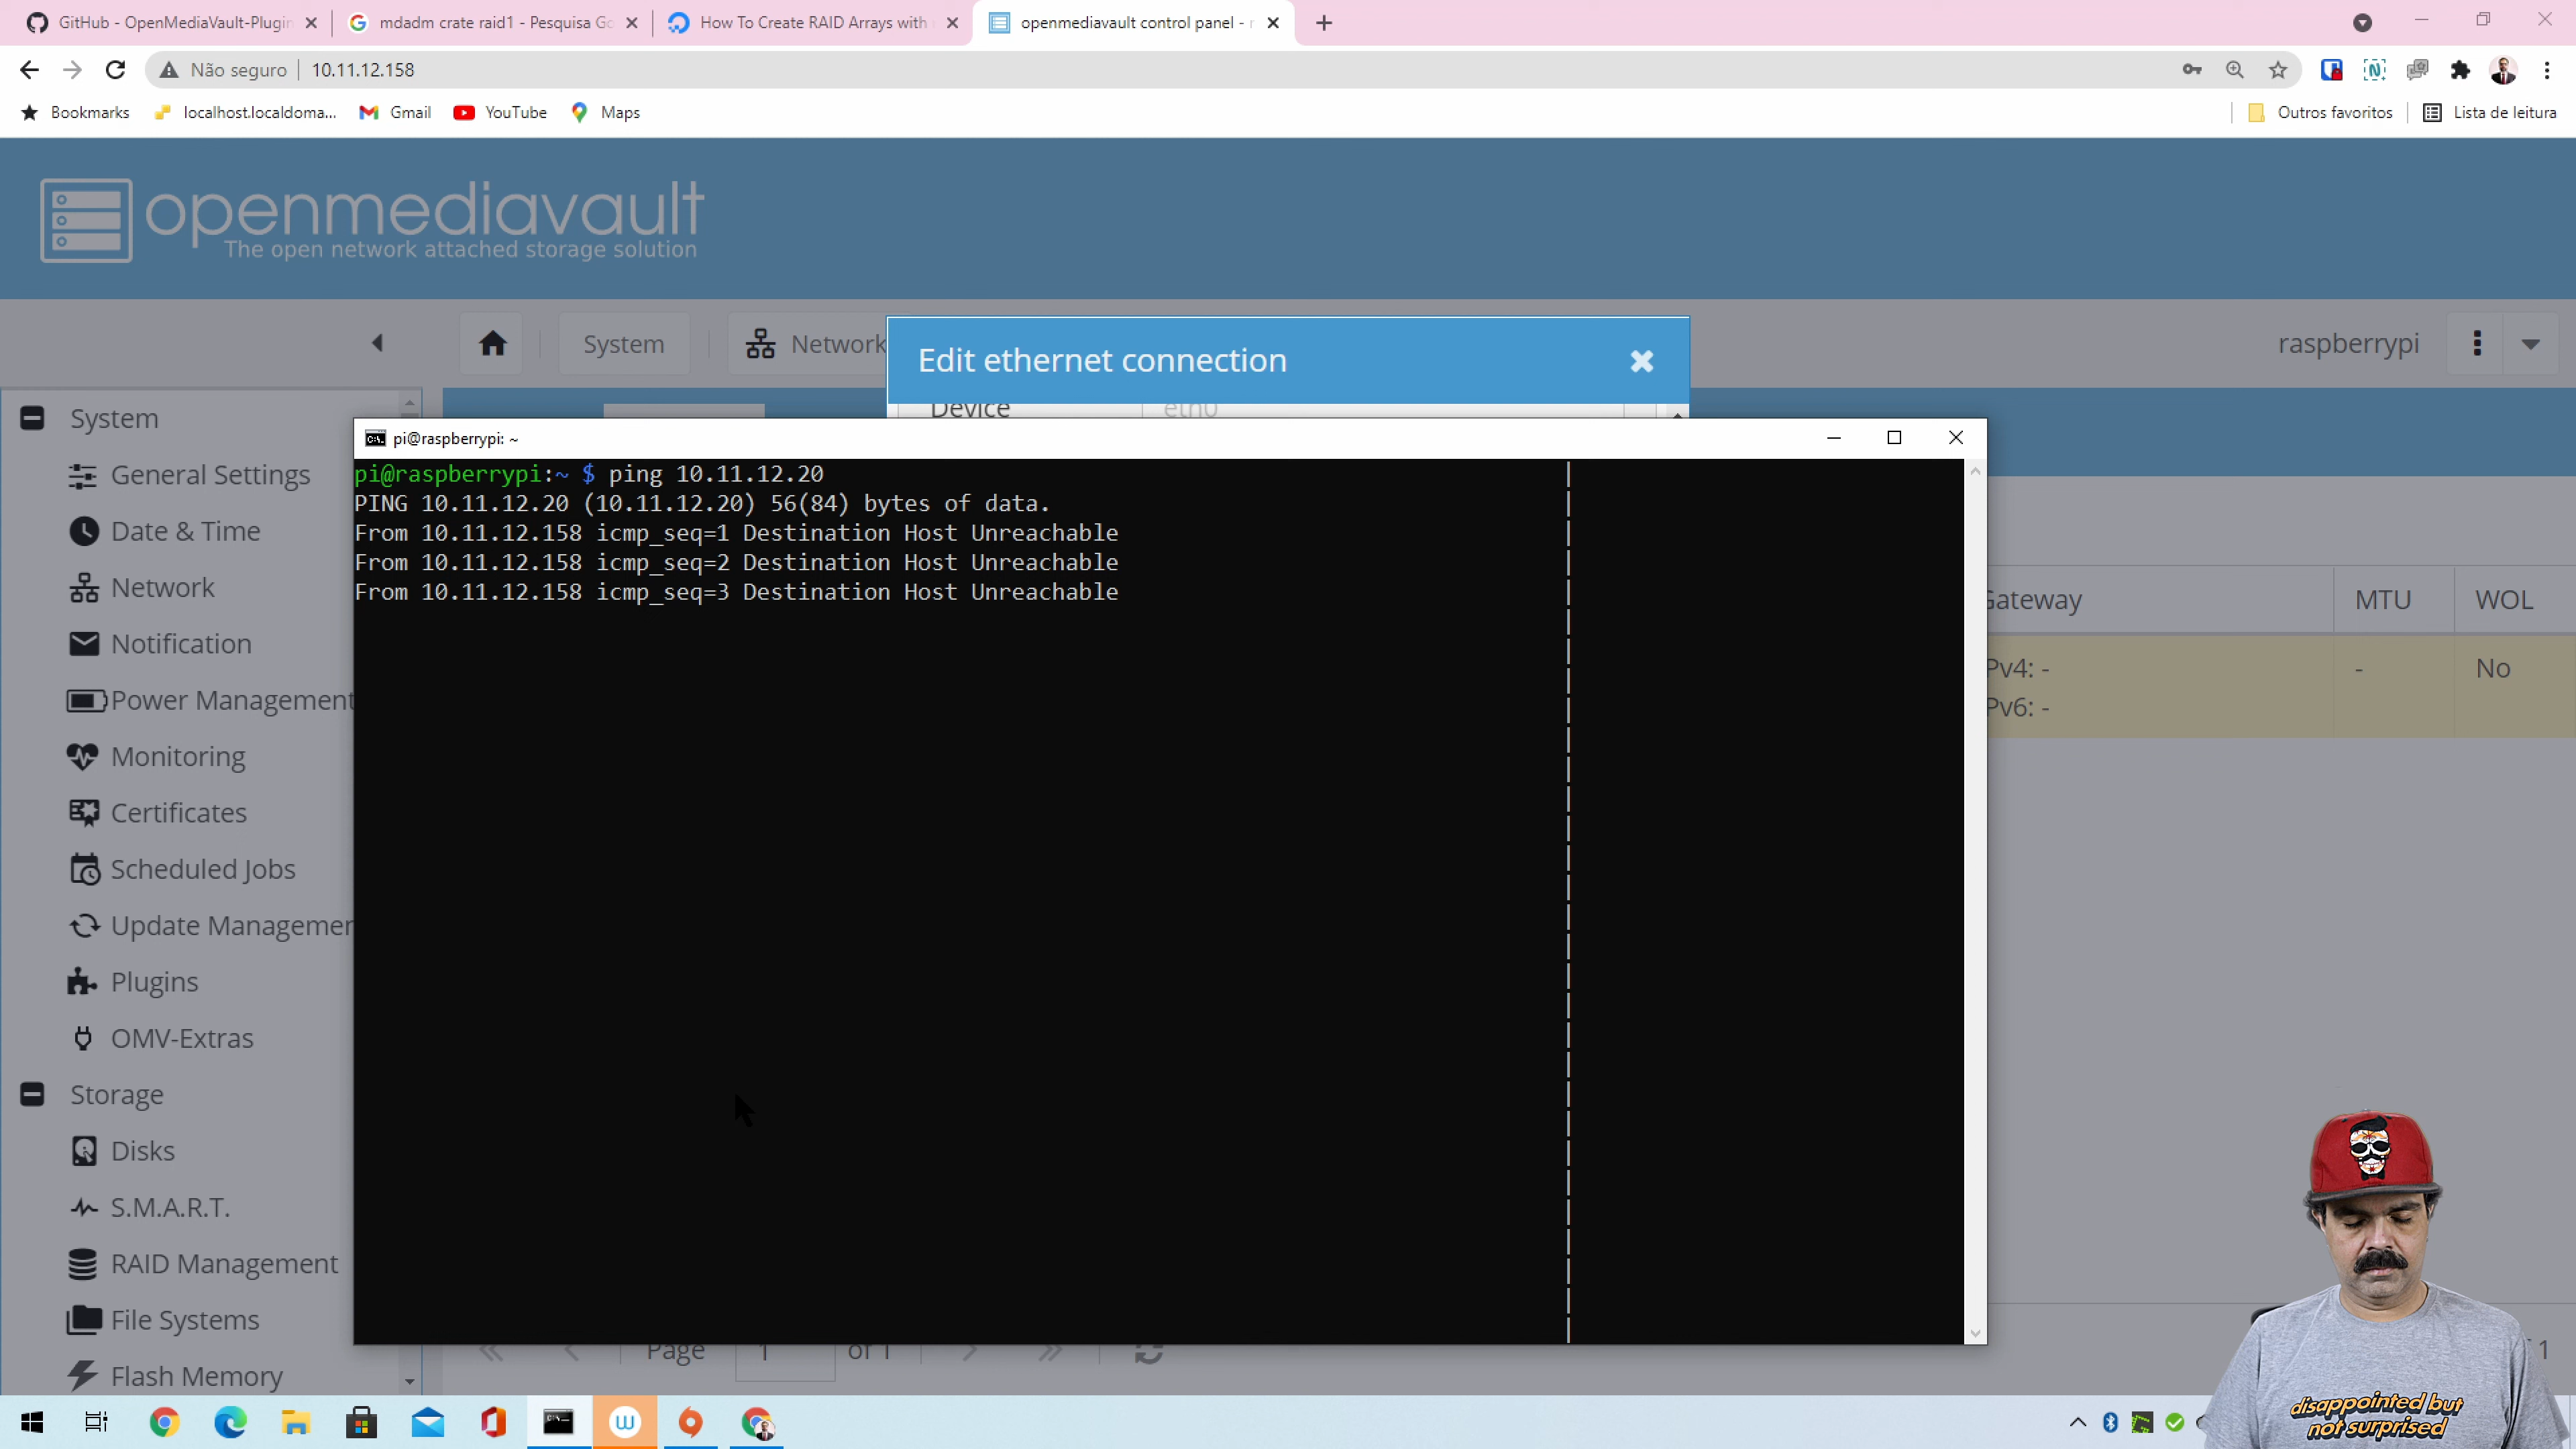 GitHub - OpenMediaVault-Plugin
mdadm crate raid1 - Pesquisa Go
How To Create RAID Arrays with
openmediavault control panel - r
Não seguro
10.11.12.158
Bookmarks
localhost.localdoma...
Gmail
YouTube
Maps
Outros favoritos
Lista de leitura
openmediavault
The open network attached storage solution
System
Network
raspberrypi
Edit ethernet connection
Device
eth0
pi@raspberrypi: ~
pi@raspberrypi:~ $ ping 10.11.12.20
PING 10.11.12.20 (10.11.12.20) 56(84) bytes of data.
From 10.11.12.158 icmp_seq=1 Destination Host Unreachable
From 10.11.12.158 icmp_seq=2 Destination Host Unreachable
From 10.11.12.158 icmp_seq=3 Destination Host Unreachable
System
General Settings
Date & Time
Network
Notification
Power Management
Monitoring
Certificates
Scheduled Jobs
Update Managemen
Plugins
OMV-Extras
Storage
Disks
S.M.A.R.T.
RAID Management
File Systems
Flash Memory
Gateway
MTU
WOL
IPv4: -
-
No
IPv6: -
Page
1
of 1
1
disappointed but
not surprised